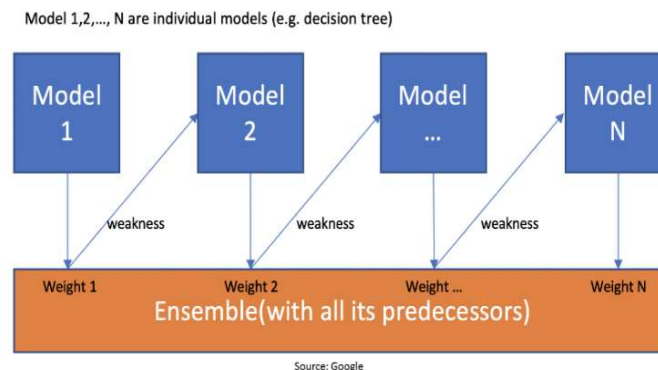 Model 1,2,..., N are individual models (e.g. decision tree)
Model
1
Model
2
Model
...
Model
N
weakness
weakness
weakness
Weight 1
Weight 2
Weight ...
Weight N
Ensemble(with all its predecessors)
Source: Google